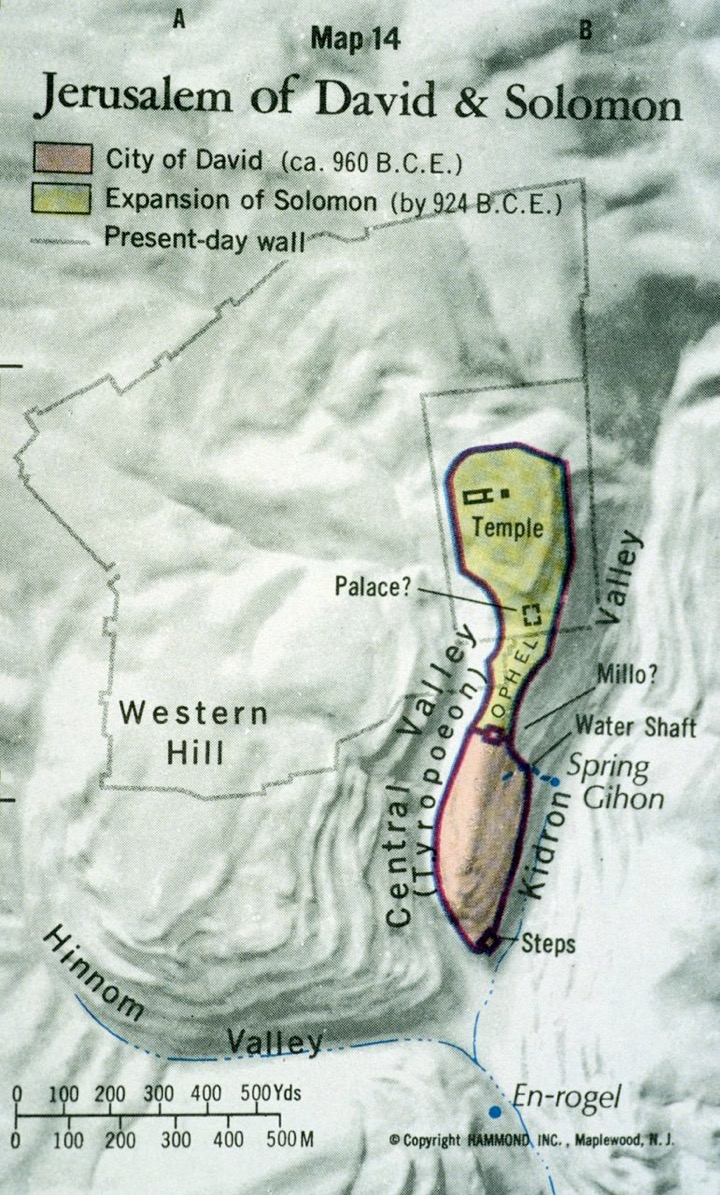 A
Map 14
B
Jerusalem of David & Solomon
City of David (ca. 960 B.C.E.)
Expansion of Solomon (by 924 B.C.E.)
Present-day wall
Temple
Palace?
Valley
OPHEL
Millo?
Western
Hill
Central Valley
(Tyropoeon)
Water Shaft
Spring
Gihon
Kidron
Steps
Hinnom
Valley
0 100 200 300 400 500 Yds
0 100 200 300 400 500 M
En-rogel
© Copyright HAMMOND INC., Maplewood, N. J.